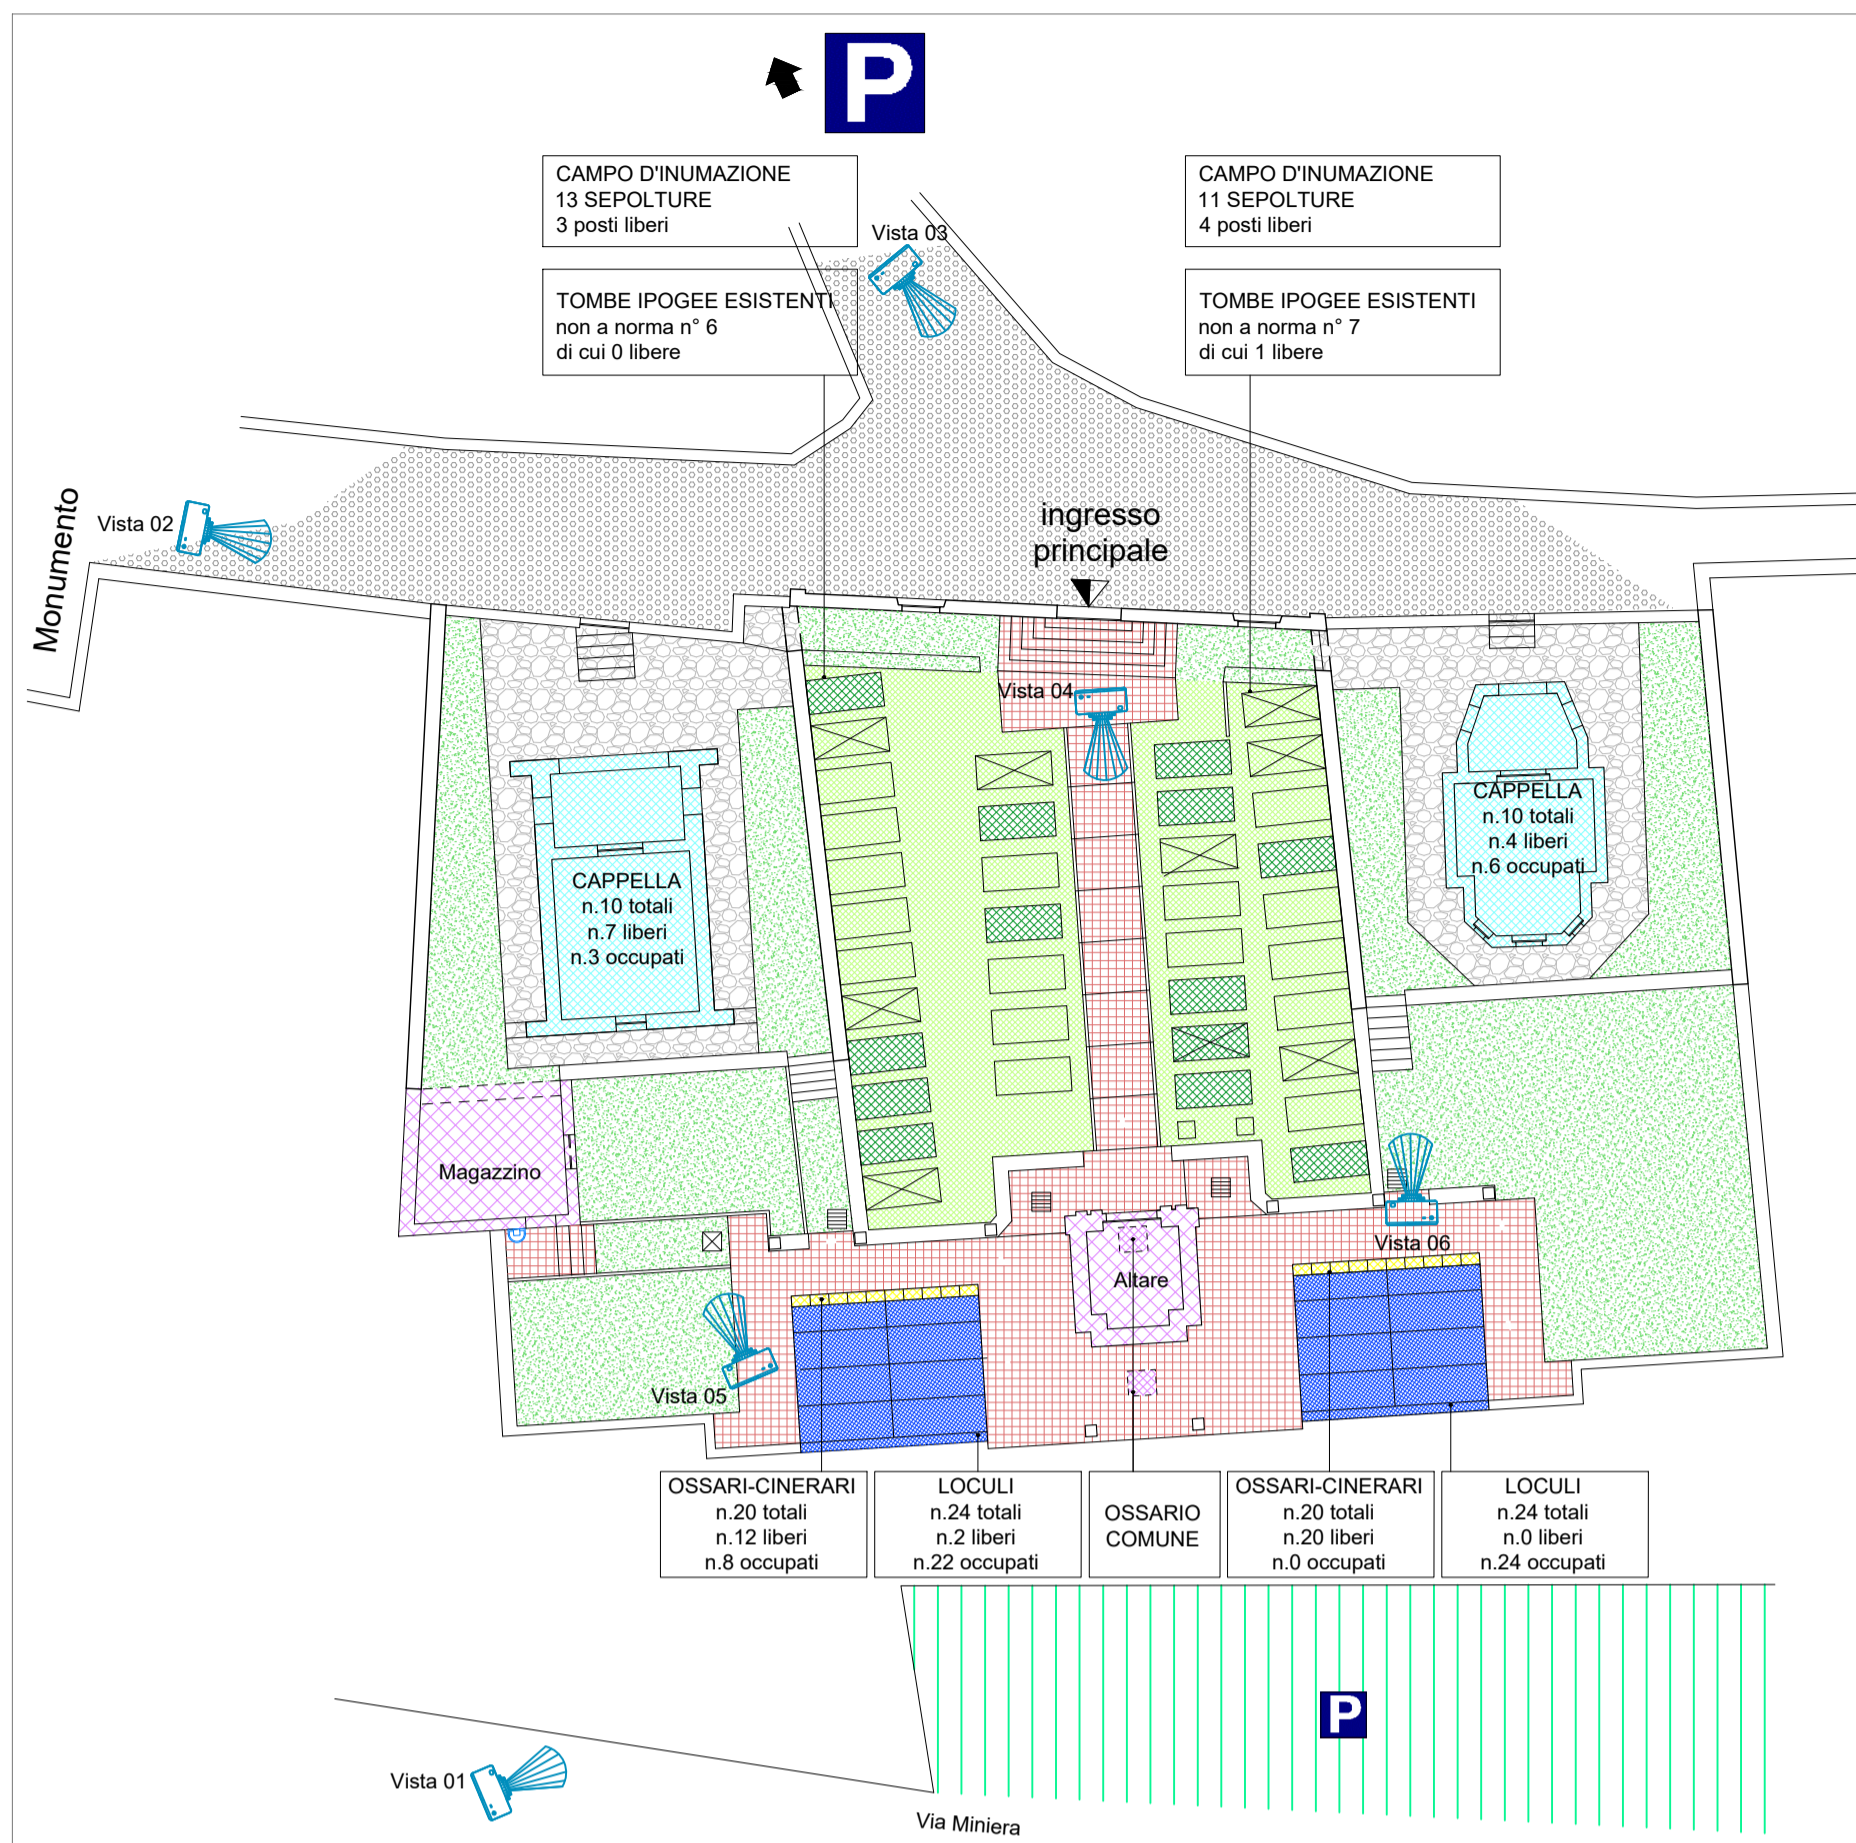 P
CAMPO D'INUMAZIONE
13 SEPOLTURE
3 posti liberi
CAMPO D'INUMAZIONE
11 SEPOLTURE
4 posti liberi
Vista 03
TOMBE IPOGEE ESISTENTI
non a norma n° 6
di cui 0 libere
TOMBE IPOGEE ESISTENTI
non a norma n° 7
di cui 1 libere
Monumento
Vista 02
ingresso
principale
Vista 04
CAPPELLA
n.10 totali
n.4 liberi
n.6 occupati
CAPPELLA
n.10 totali
n.7 liberi
n.3 occupati
Magazzino
Vista 06
Altare
Vista 05
OSSARI-CINERARI
n.20 totali
n.12 liberi
n.8 occupati
LOCULI
n.24 totali
n.2 liberi
n.22 occupati
OSSARIO
COMUNE
OSSARI-CINERARI
n.20 totali
n.20 liberi
n.0 occupati
LOCULI
n.24 totali
n.0 liberi
n.24 occupati
P
Vista 01
Via Miniera